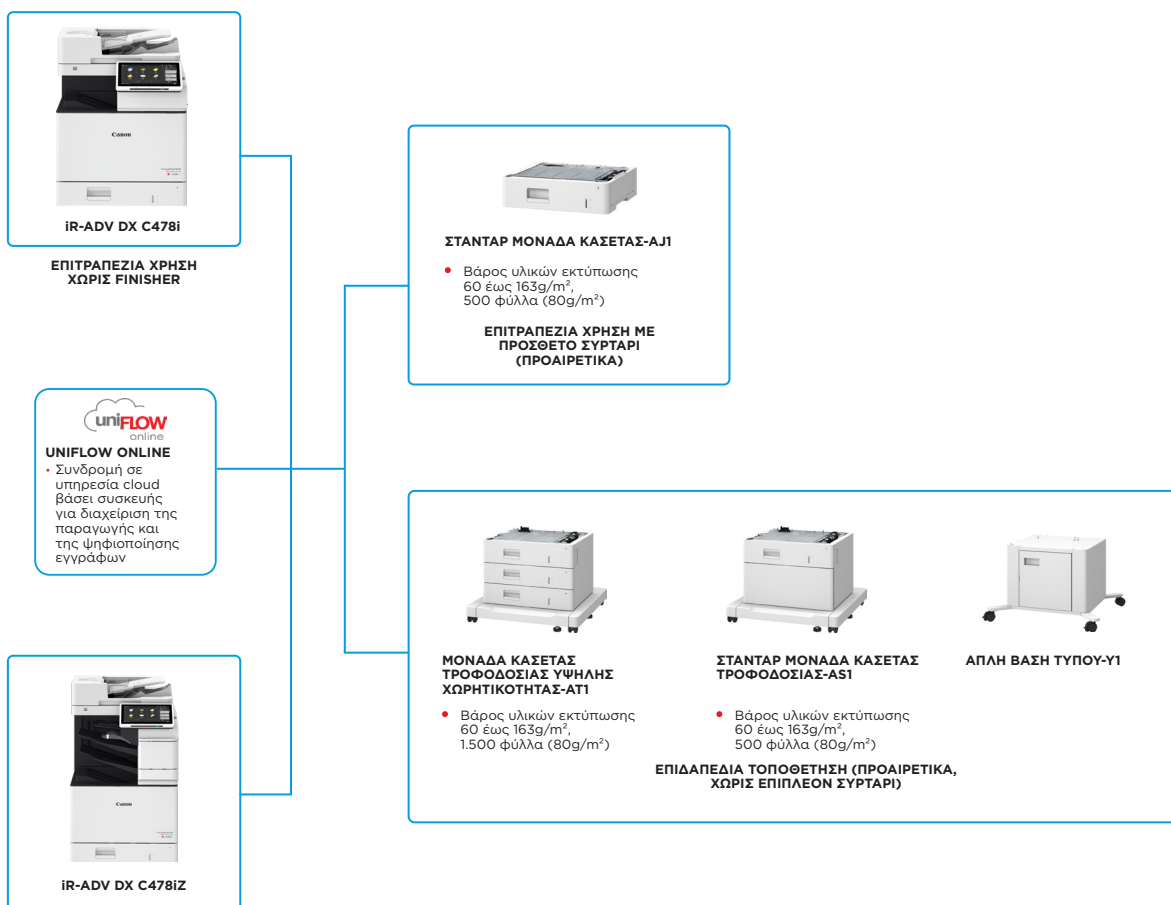 Canon
iR-ADV DX C478i
ΕΠΙΤΡΑΠΕΖΙΑ ΧΡΗΣΗ
ΧΩΡΙΣ FINISHER
ΣΤΑΝΤΑΡ ΜΟΝΑΔΑ ΚΑΣΕΤΑΣ-AJ1
• Βάρος υλικών εκτύπωσης
60 έως 163g/m²,
500 φύλλα (80g/m²)
ΕΠΙΤΡΑΠΕΖΙΑ ΧΡΗΣΗ ΜΕ
ΠΡΟΣΘΕΤΟ ΣΥΡΤΑΡΙ
(ΠΡΟΑΙΡΕΤΙΚΑ)
uniFLOW
online
UNIFLOW ONLINE
• Συνδρομή σε
υπηρεσία cloud
βάσει συσκευής
για διαχείριση της
παραγωγής και
της ψηφιοποίησης
εγγράφων
ΜΟΝΑΔΑ ΚΑΣΕΤΑΣ
ΤΡΟΦΟΔΟΣΙΑΣ ΥΨΗΛΗΣ
ΧΩΡΗΤΙΚΟΤΗΤΑΣ-AT1
• Βάρος υλικών εκτύπωσης
60 έως 163g/m²,
1.500 φύλλα (80g/m²)
ΣΤΑΝΤΑΡ ΜΟΝΑΔΑ ΚΑΣΕΤΑΣ
ΤΡΟΦΟΔΟΣΙΑΣ-AS1
• Βάρος υλικών εκτύπωσης
60 έως 163g/m²,
500 φύλλα (80g/m²)
ΑΠΛΗ ΒΑΣΗ ΤΥΠΟΥ-Y1
ΕΠΙΔΑΠΕΔΙΑ ΤΟΠΟΘΕΤΗΣΗ (ΠΡΟΑΙΡΕΤΙΚΑ,
ΧΩΡΙΣ ΕΠΙΠΛΕΟΝ ΣΥΡΤΑΡΙ)
Canon
iR-ADV DX C478iZ